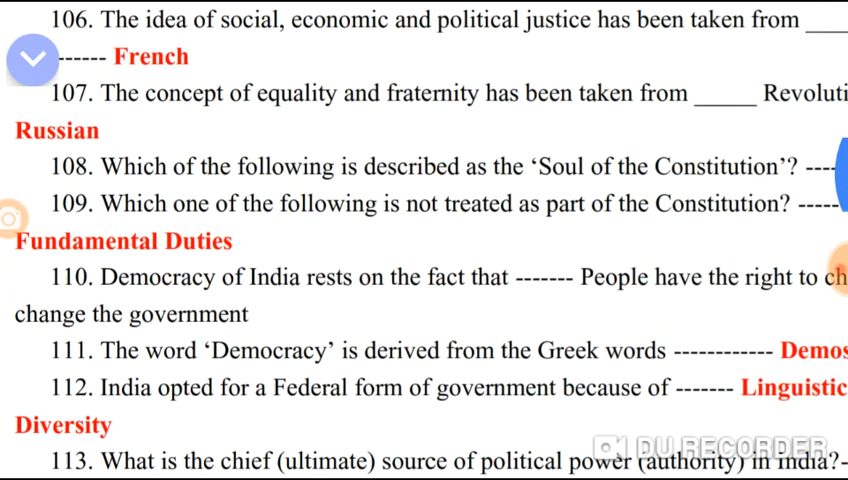 106. The idea of social, economic and political justice has been taken from ____
------ French
107. The concept of equality and fraternity has been taken from _____ Revoluti
Russian
108. Which of the following is described as the ‘Soul of the Constitution’? ----
109. Which one of the following is not treated as part of the Constitution? -----
Fundamental Duties
110. Democracy of India rests on the fact that ------- People have the right to ch
change the government
111. The word ‘Democracy’ is derived from the Greek words ------------ Demos
112. India opted for a Federal form of government because of ------- Linguistic
Diversity
113. What is the chief (ultimate) source of political power (authority) in India?-
DU RECORDER